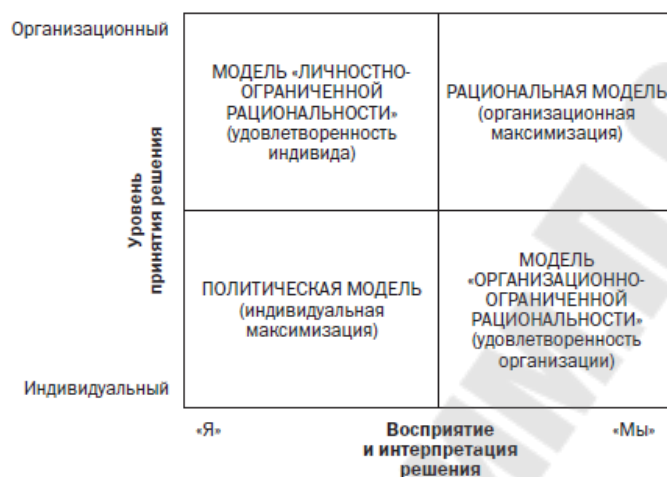 Организационный
МОДЕЛЬ «ЛИЧНОСТНО-
ОГРАНИЧЕННОЙ
РАЦИОНАЛЬНОСТИ»
(удовлетворенность
индивида)
РАЦИОНАЛЬНАЯ МОДЕЛЬ
(организационная
максимизация)
Уровень
принятия решения
ПОЛИТИЧЕСКАЯ МОДЕЛЬ
(индивидуальная
максимизация)
МОДЕЛЬ
«ОРГАНИЗАЦИОННО-
ОГРАНИЧЕННОЙ
РАЦИОНАЛЬНОСТИ»
(удовлетворенность
организации)
Индивидуальный
«Я»
Восприятие
и интерпретация
решения
«Мы»